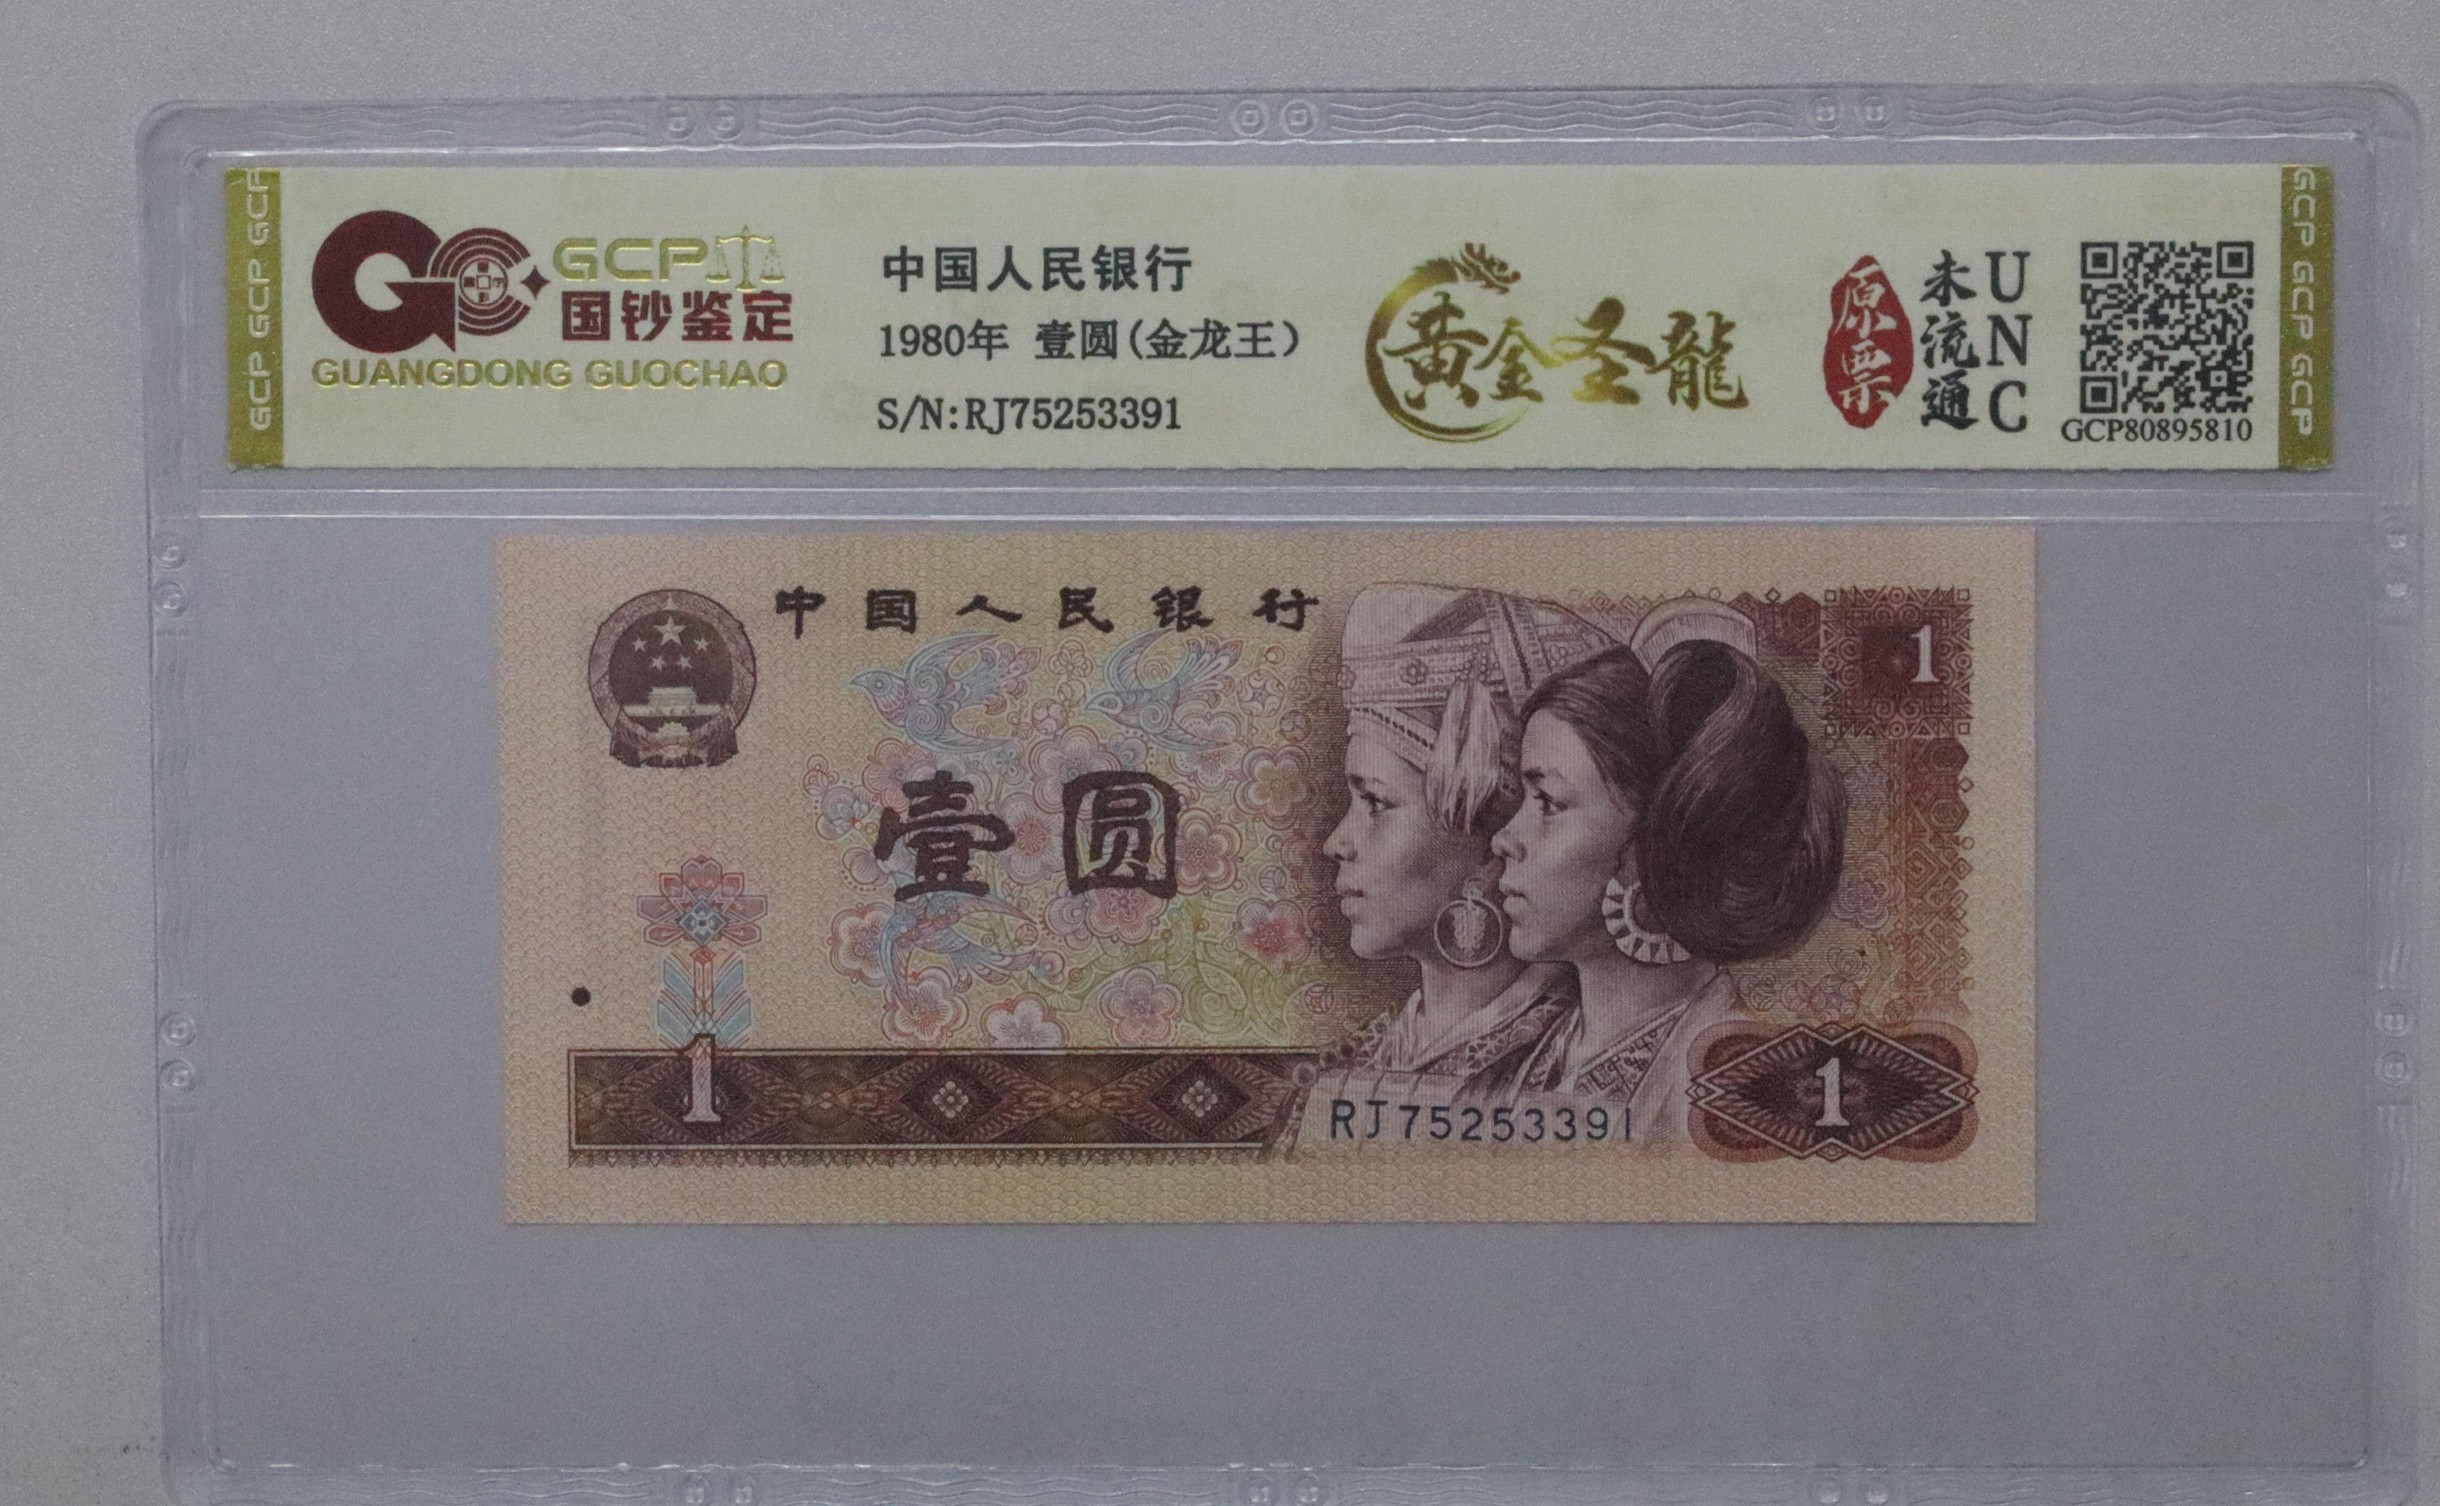 GCP GCP GCP
GCP
国钞鉴定
GUANGDONG GUOCHAO
中国人民银行
1980年 壹圆(金龙王)
S/N:RJ75253391
黄金圣龍
原票
未流通
UNC
GCP80895810
GCP GCP GCP
中国人民银行
1
壹圆
1
RJ75253391
1